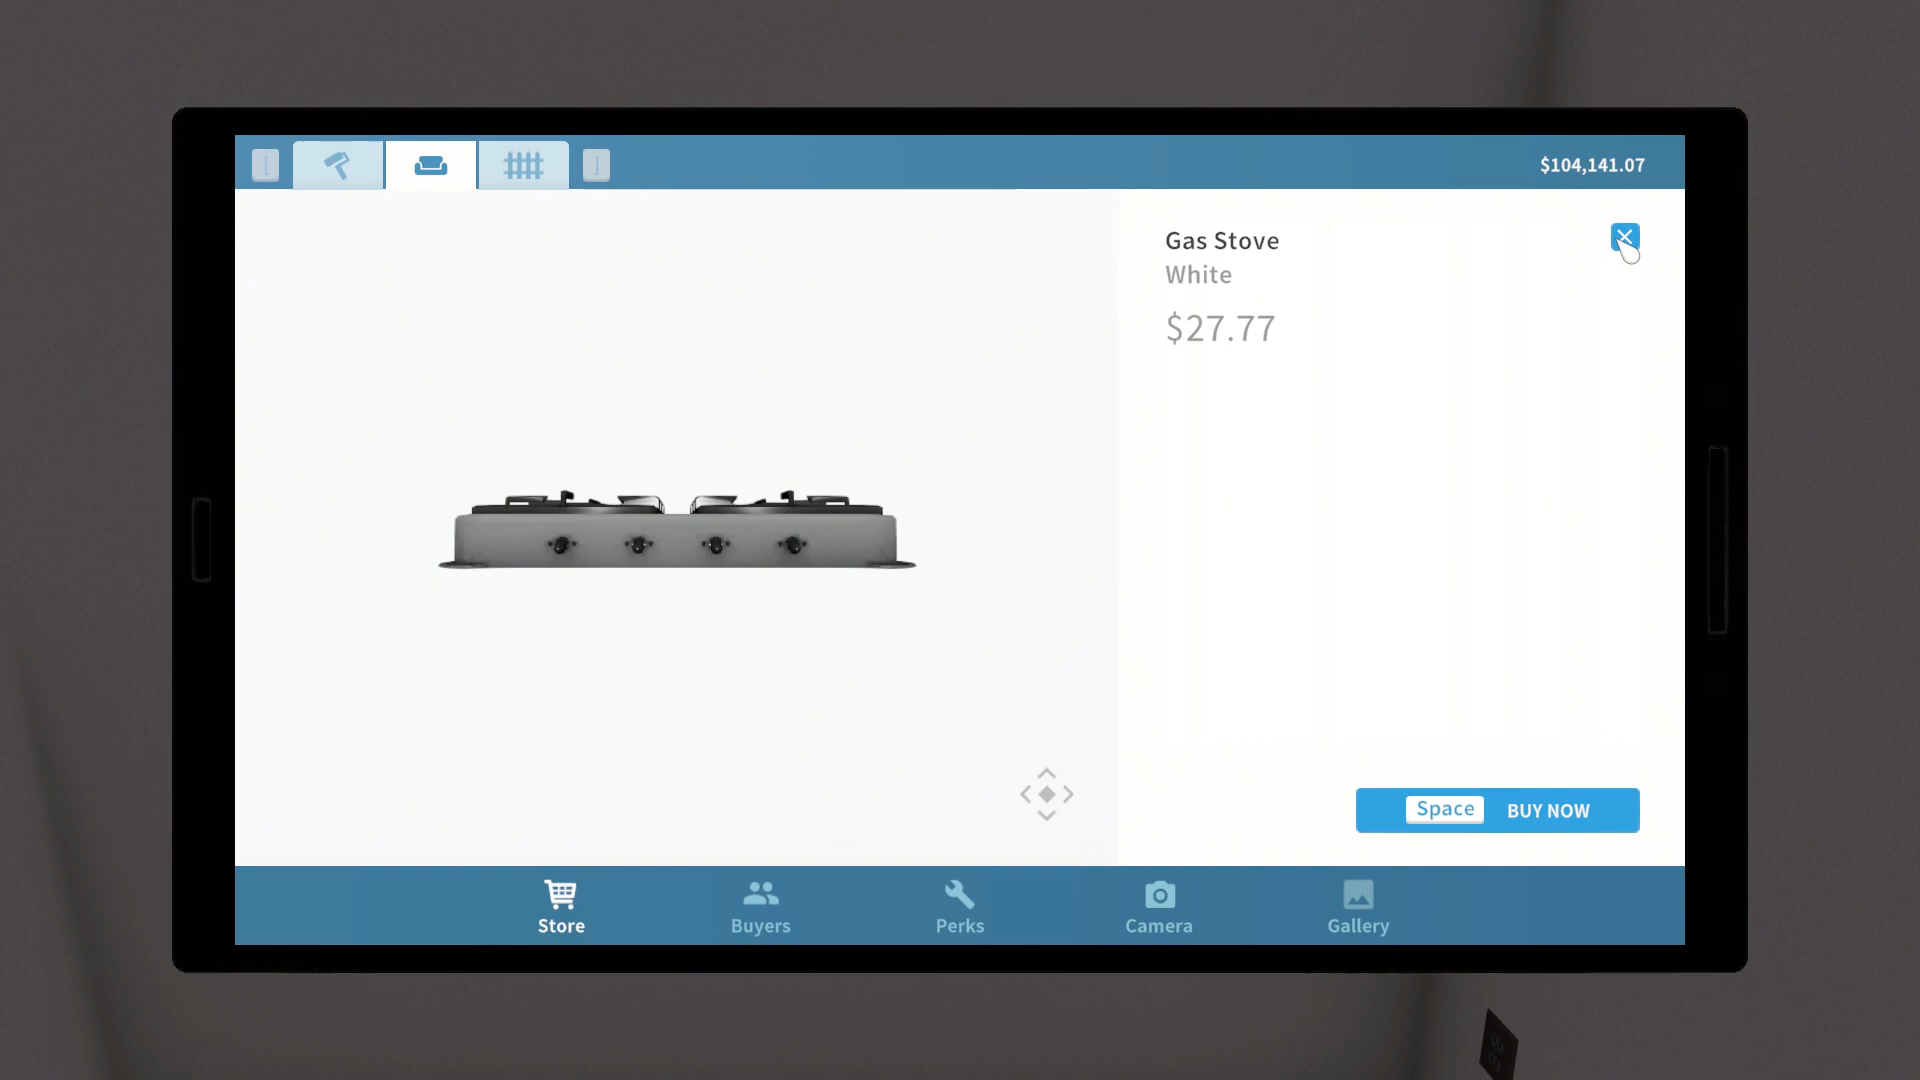 [ ]
$104,141.07
Gas Stove
White
$27.77
Space BUY NOW
Store Buyers Perks Camera Gallery